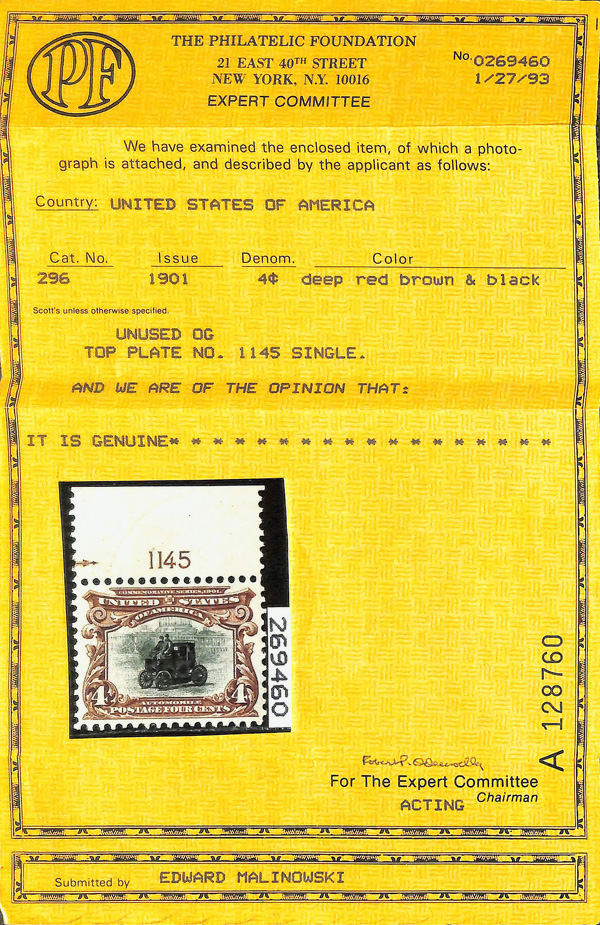 PF
THE PHILATELIC FOUNDATION
21 EAST 40TH STREET
NEW YORK, N.Y. 10016
EXPERT COMMITTEE
No. 0269460
1/27/93
We have examined the enclosed item, of which a photo-
graph is attached, and described by the applicant as follows:
Country: UNITED STATES OF AMERICA
Cat. No. Issue Denom. Color
296 1901 4¢ deep red brown & black
Scott's unless otherwise specified.
UNUSED OG
TOP PLATE NO. 1145 SINGLE.
AND WE ARE OF THE OPINION THAT:
IT IS GENUINE* * * * * * * * * * * * * * * * * *
1145
COMMEMORATIVE SERIES, 1901.
UNITED STATES
OF AMERICA
4 4
AUTOMOBILE
POSTAGE FOUR CENTS
269460
A 128760
For The Expert Committee
ACTING Chairman
Submitted by EDWARD MALINOWSKI